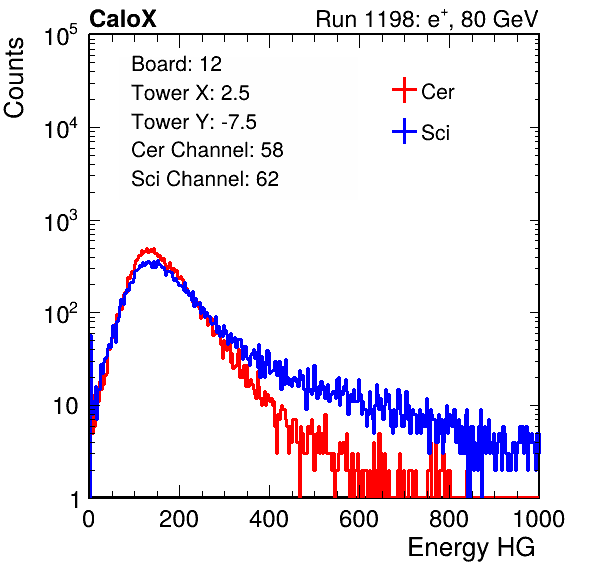 CaloX Run 1198: e⁺, 80 GeV
Counts
10⁵
10⁴
10³
10²
10
1
Board: 12
Tower X: 2.5
Tower Y: -7.5
Cer Channel: 58
Sci Channel: 62
Cer
Sci
0 200 400 600 800 1000
Energy HG